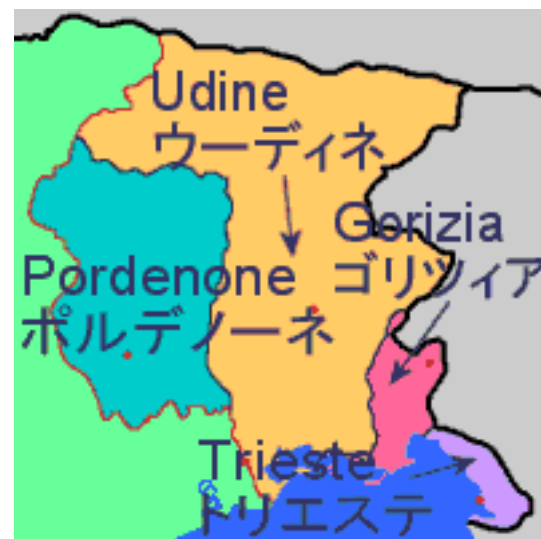 Udine
ウーディネ
Gorizia
ゴリツィア
Pordenone
ポルデノーネ
Trieste
トリエステ